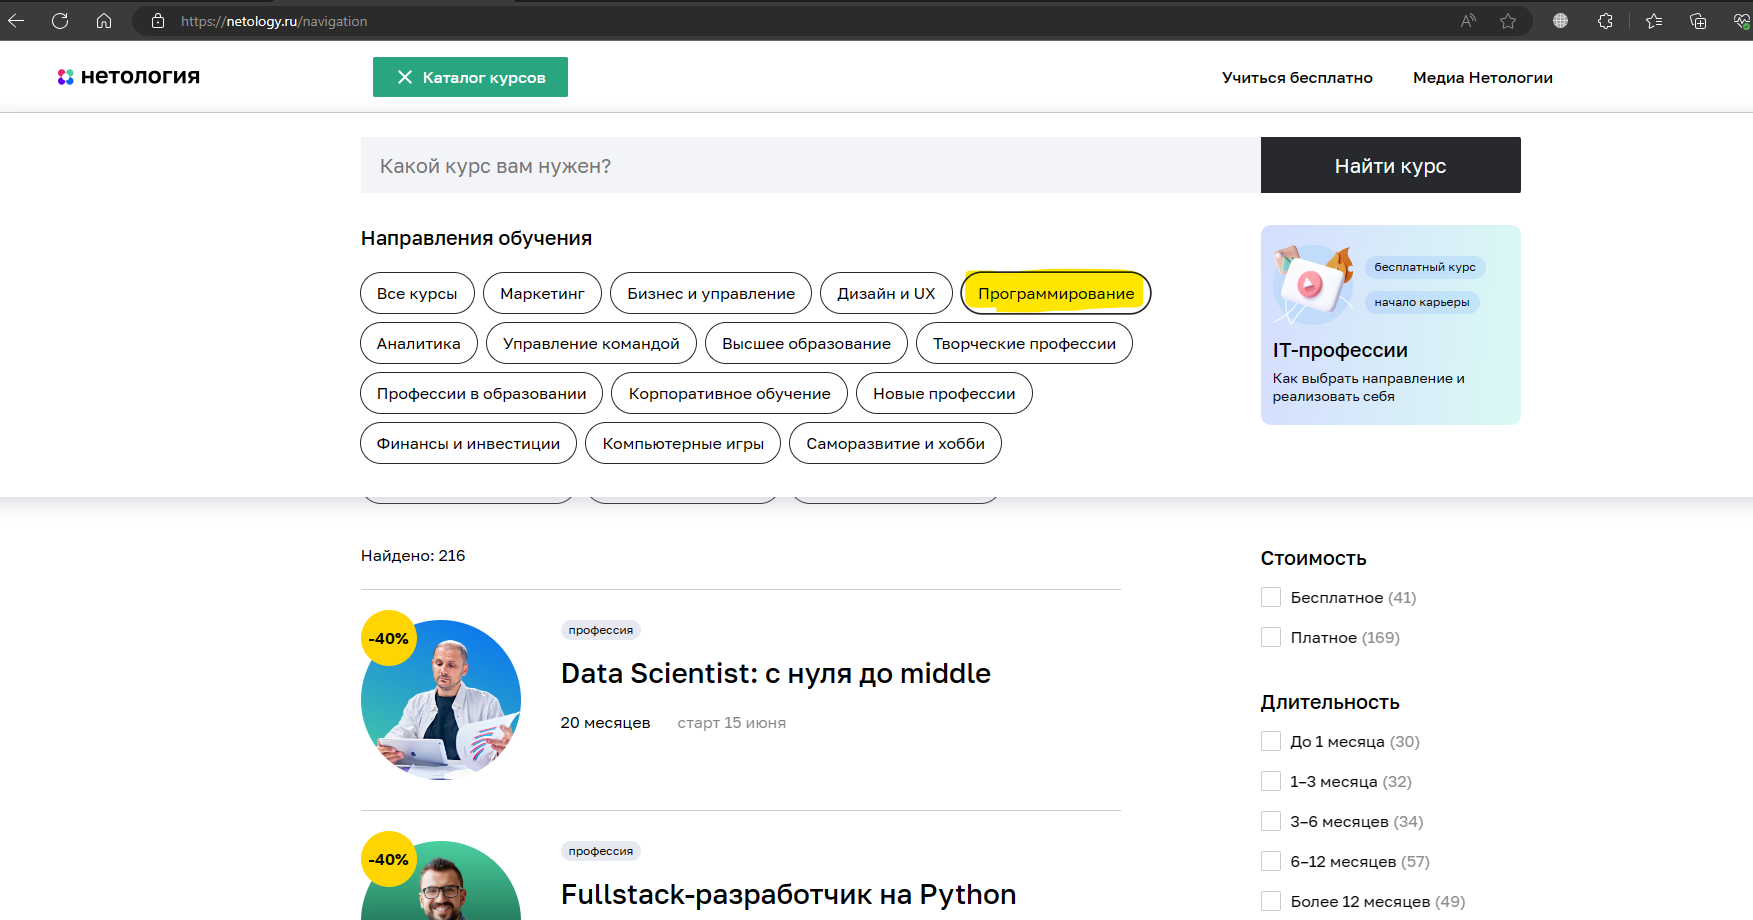 https://netology.ru/navigation
нетология
Каталог курсов
Учиться бесплатно
Медиа Нетологии
Какой курс вам нужен?
Найти курс
Направления обучения
Все курсы
Маркетинг
Бизнес и управление
Дизайн и UX
Программирование
Аналитика
Управление командой
Высшее образование
Творческие профессии
Профессии в образовании
Корпоративное обучение
Новые профессии
Финансы и инвестиции
Компьютерные игры
Саморазвитие и хобби
бесплатный курс
начало карьеры
IT-профессии
Как выбрать направление и
реализовать себя
Найдено: 216
-40%
профессия
Data Scientist: с нуля до middle
20 месяцев
старт 15 июня
-40%
профессия
Fullstack-разработчик на Python
Стоимость
Бесплатное (41)
Платное (169)
Длительность
До 1 месяца (30)
1–3 месяца (32)
3–6 месяцев (34)
6–12 месяцев (57)
Более 12 месяцев (49)